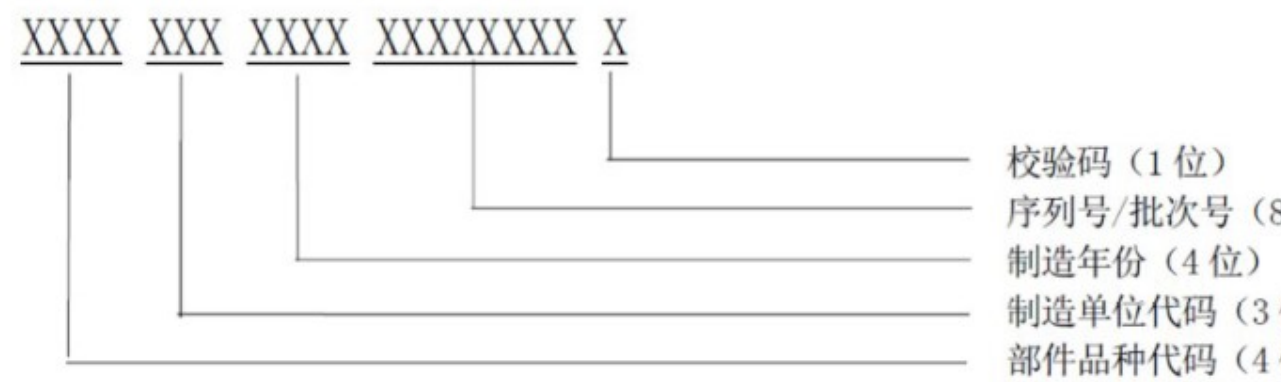 XXXX XXX XXXX XXXXXXXX X
校验码（1 位）
序列号/批次号（8
制造年份（4 位）
制造单位代码（3
部件品种代码（4